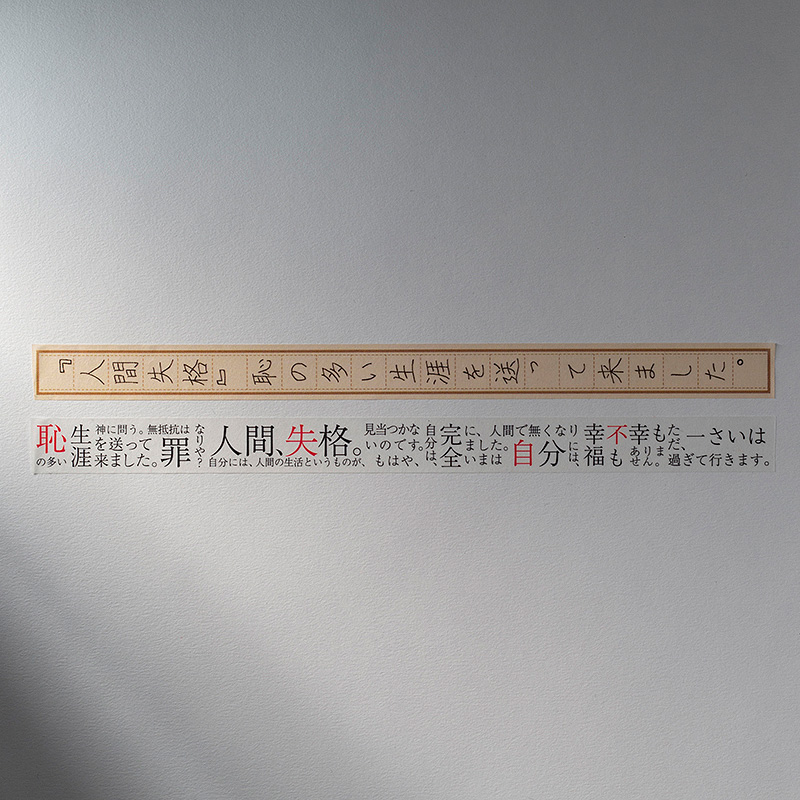 『人間失格』恥の多い生涯を送って来ました。
恥の多い生涯を送って来ました。
神に問う。無抵抗は罪なりや?
人間、失格。
自分には、人間の生活というものが、見当つかないのです。
もはや、自分は、完全に、人間で無くなりました。
いまは自分には、幸福も不幸もありません。
ただ、一さいは過ぎて行きます。